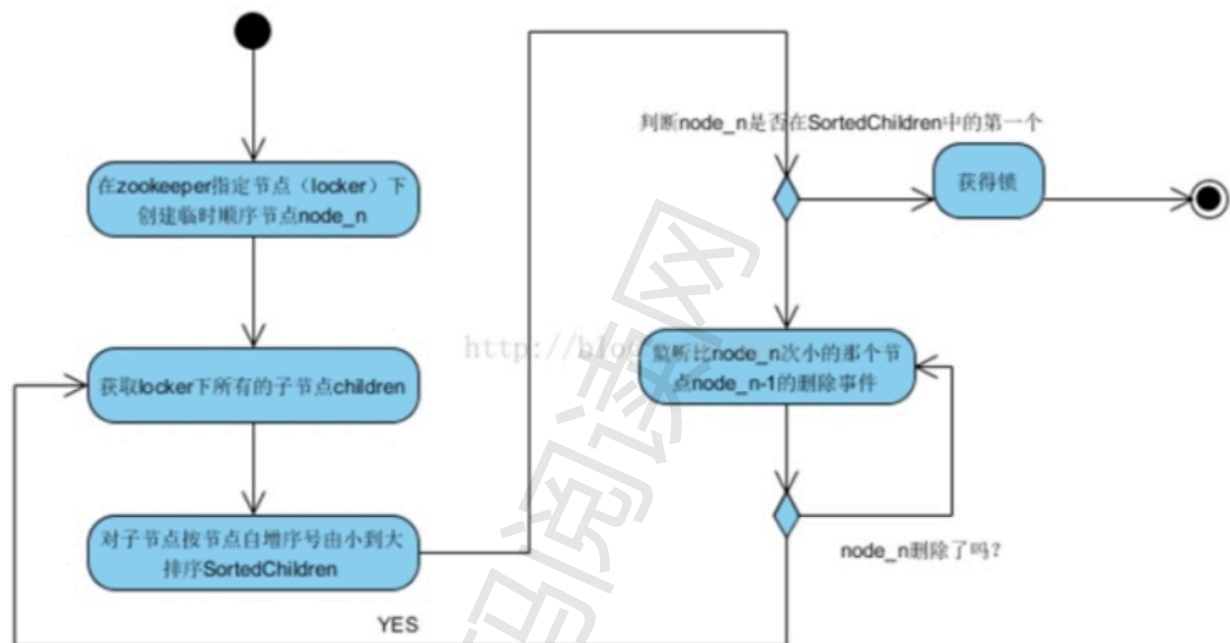 在zookeeper指定节点（locker）下
创建临时顺序节点node_n
获取locker下所有的子节点children
对子节点按节点自增序号由小到大
排序SortedChildren
YES
判断node_n是否在SortedChildren中的第一个
获得锁
监听比node_n次小的那个节
点node_n-1的删除事件
node_n删除了吗?
http://blog
码阅读网